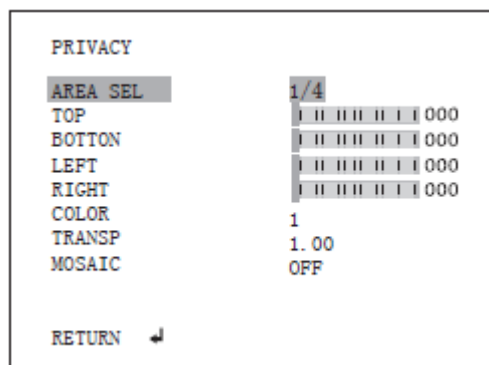 PRIVACY
AREA SEL 1/4
TOP 000
BOTTON 000
LEFT 000
RIGHT 000
COLOR 1
TRANSP 1.00
MOSAIC OFF
RETURN ↲